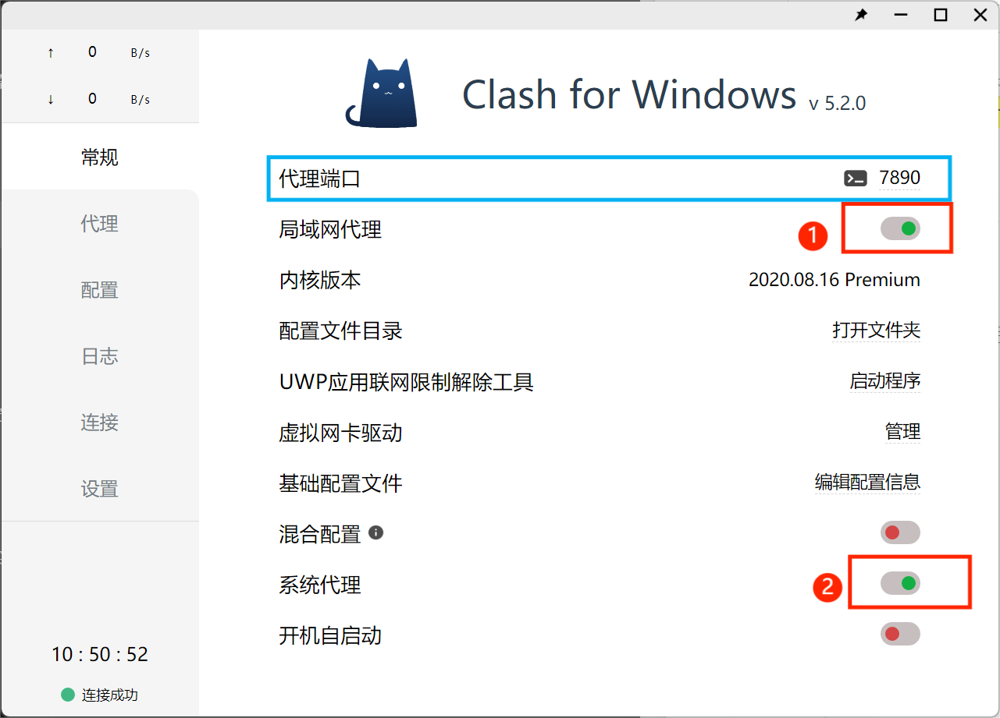 ↑ 0 B/s
↓ 0 B/s
常规
代理
配置
日志
连接
设置
10 : 50 : 52
连接成功
Clash for Windows v 5.2.0
代理端口 7890
局域网代理 1
内核版本 2020.08.16 Premium
配置文件目录 打开文件夹
UWP应用联网限制解除工具 启动程序
虚拟网卡驱动 管理
基础配置文件 编辑配置信息
混合配置
系统代理 2
开机自启动